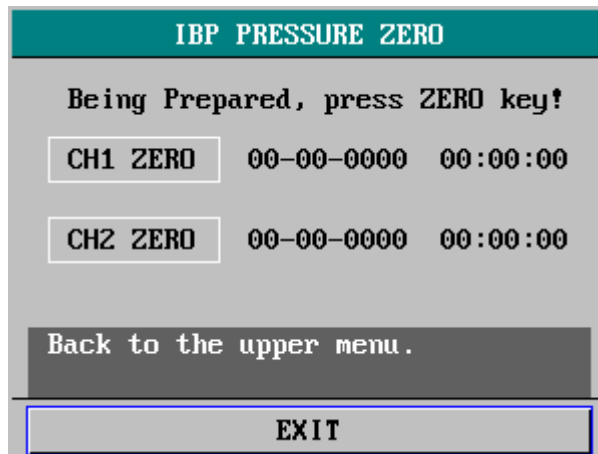 IBP PRESSURE ZERO
Being Prepared, press ZERO key!
CH1 ZERO 00-00-0000 00:00:00
CH2 ZERO 00-00-0000 00:00:00
Back to the upper menu.
EXIT